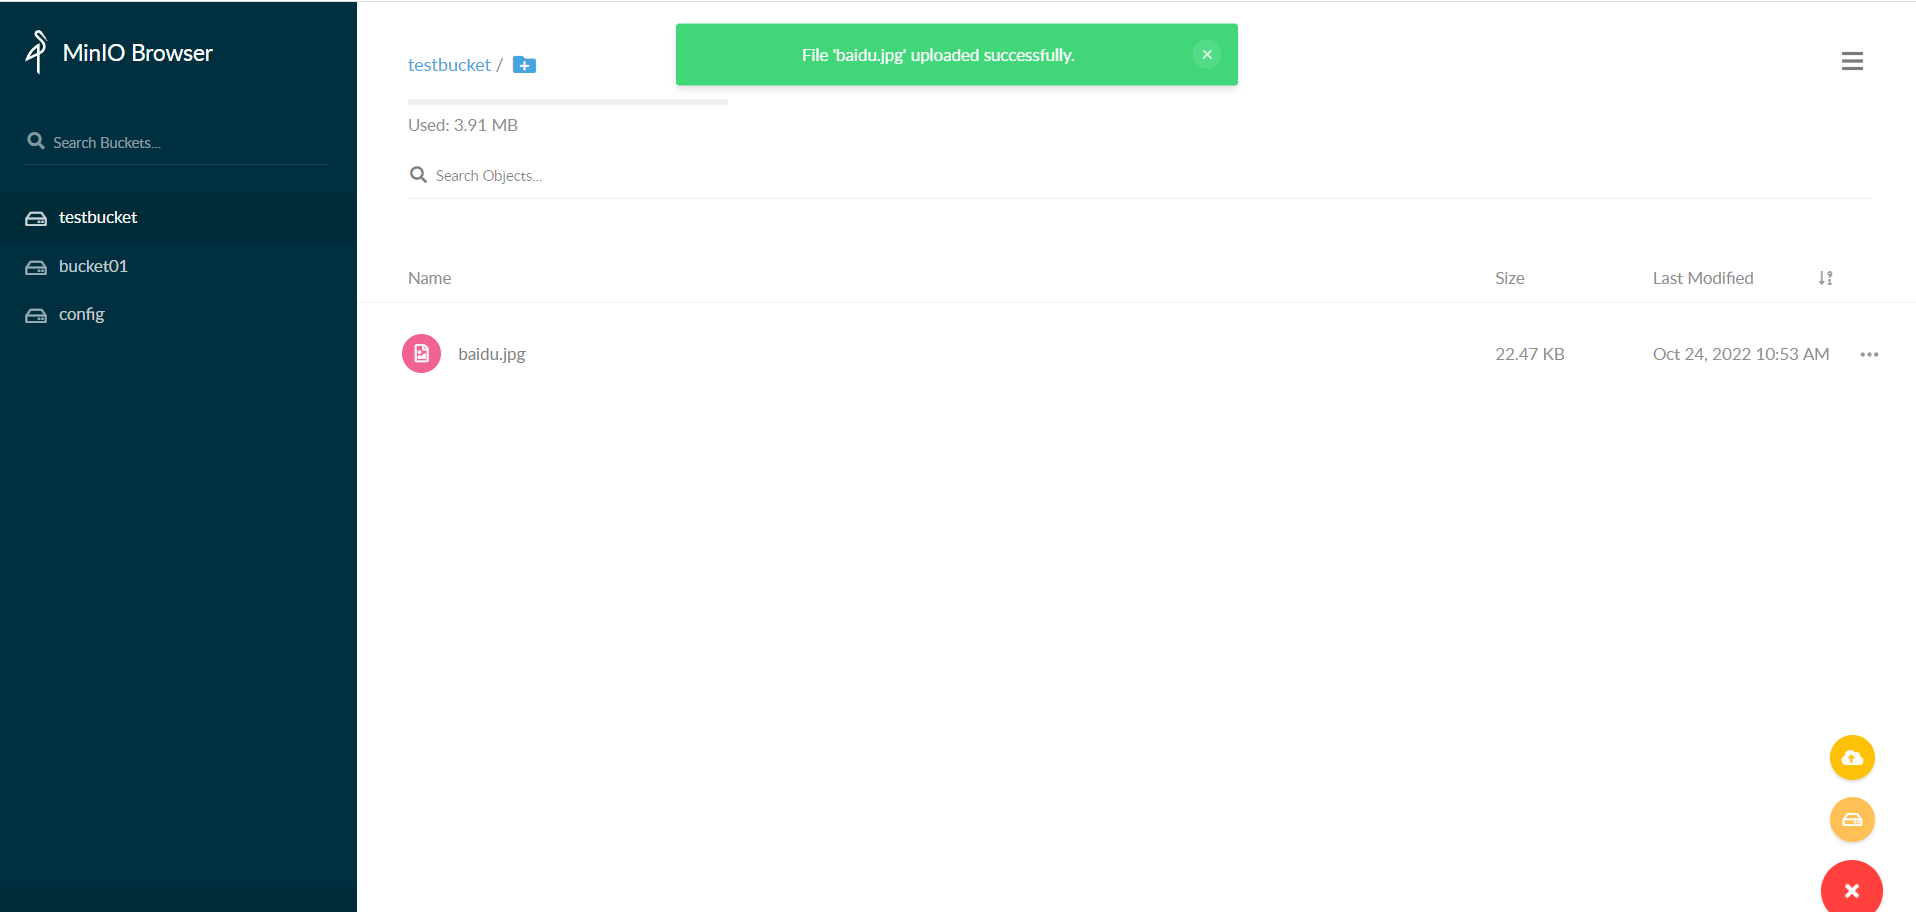 MinIO Browser
Search Buckets...
testbucket
bucket01
config
testbucket /
File 'baidu.jpg' uploaded successfully.
Used: 3.91 MB
Search Objects...
Name Size Last Modified
baidu.jpg 22.47 KB Oct 24, 2022 10:53 AM